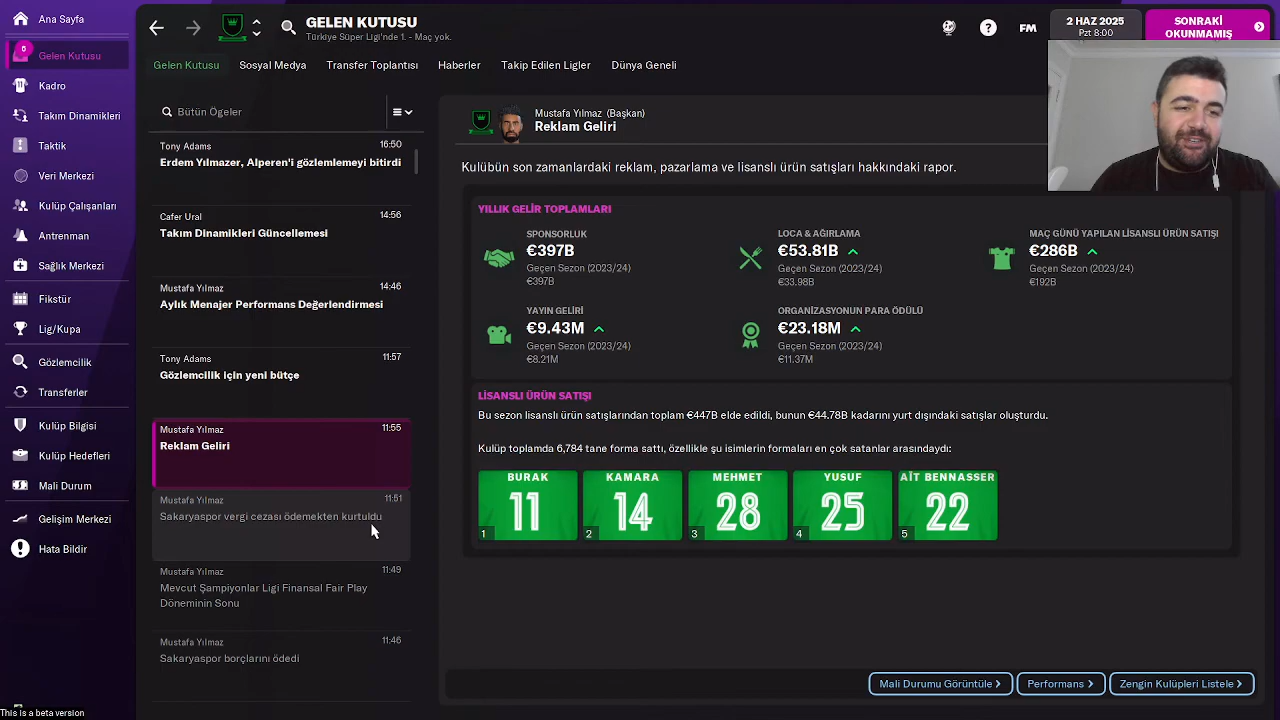 Ana Sayfa
6
Gelen Kutusu
Kadro
Takım Dinamikleri
Taktik
Veri Merkezi
Kulüp Çalışanları
Antrenman
Sağlık Merkezi
Fikstür
Lig/Kupa
Gözlemcilik
Transferler
Kulüp Bilgisi
Kulüp Hedefleri
Mali Durum
Gelişim Merkezi
Hata Bildir
This is a beta version
GELEN KUTUSU
Türkiye Süper Ligi'nde 1. - Maç yok.
?
FM
2 HAZ 2025
Pzt 8:00
SONRAKİ
OKUNMAMIŞ
Gelen Kutusu
Sosyal Medya
Transfer Toplantısı
Haberler
Takip Edilen Ligler
Dünya Geneli
Bütün Ögeler
Tony Adams 16:50
Erdem Yılmazer, Alperen'i gözlemlemeyi bitirdi
Cafer Ural 14:56
Takım Dinamikleri Güncellemesi
Mustafa Yılmaz 14:46
Aylık Menajer Performans Değerlendirmesi
Tony Adams 11:57
Gözlemcilik için yeni bütçe
Mustafa Yılmaz 11:55
Reklam Geliri
Mustafa Yılmaz 11:51
Sakaryaspor vergi cezası ödemekten kurtuldu
Mustafa Yılmaz 11:49
Mevcut Şampiyonlar Ligi Finansal Fair Play
Döneminin Sonu
Mustafa Yılmaz 11:46
Sakaryaspor borçlarını ödedi
Mustafa Yılmaz (Başkan)
Reklam Geliri
Kulübün son zamanlardaki reklam, pazarlama ve lisanslı ürün satışları hakkındaki rapor.
YILLIK GELİR TOPLAMLARI
SPONSORLUK
€397B
Geçen Sezon (2023/24)
€397B
LOCA & AĞIRLAMA
€53.81B
Geçen Sezon (2023/24)
€33.98B
MAÇ GÜNÜ YAPILAN LİSANSLI ÜRÜN SATIŞI
€286B
Geçen Sezon (2023/24)
€192B
YAYIN GELİRİ
€9.43M
Geçen Sezon (2023/24)
€8.21M
ORGANİZASYONUN PARA ÖDÜLÜ
€23.18M
Geçen Sezon (2023/24)
€11.37M
LİSANSLI ÜRÜN SATIŞI
Bu sezon lisanslı ürün satışlarından toplam €447B elde edildi, bunun €44.78B kadarını yurt dışındaki satışlar oluşturdu.
Kulüp toplamda 6,784 tane forma sattı, özellikle şu isimlerin formaları en çok satanlar arasındaydı:
BURAK
11
1
KAMARA
14
2
MEHMET
28
3
YUSUF
25
4
AÏT BENNASSER
22
5
Mali Durumu Görüntüle
Performans
Zengin Kulüpleri Listele